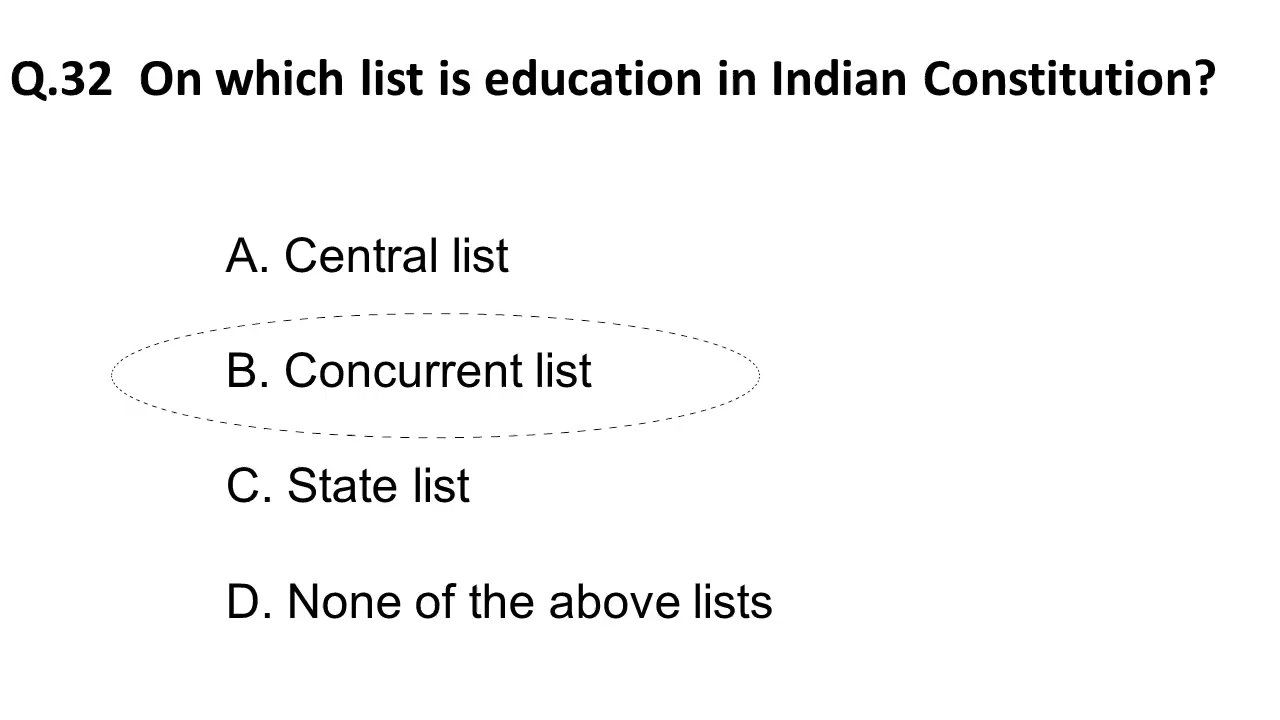 Q.32 On which list is education in Indian Constitution?
A. Central list
B. Concurrent list
C. State list
D. None of the above lists